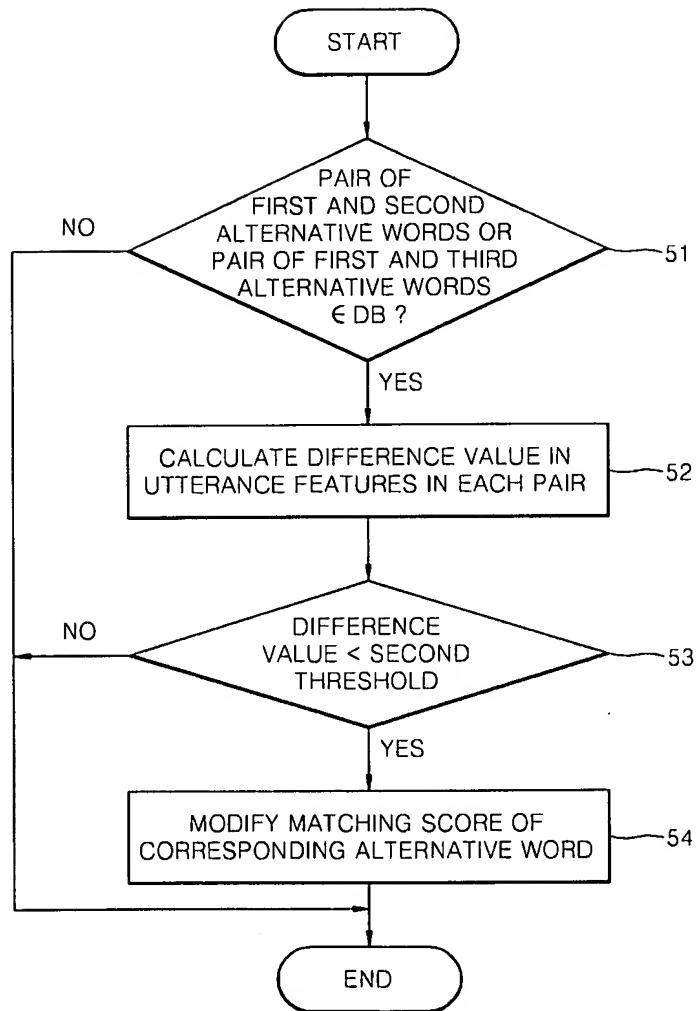 START
PAIR OF
FIRST AND SECOND
ALTERNATIVE WORDS OR
PAIR OF FIRST AND THIRD
ALTERNATIVE WORDS
∈ DB ?
NO
51
YES
CALCULATE DIFFERENCE VALUE IN
UTTERANCE FEATURES IN EACH PAIR
52
DIFFERENCE
VALUE < SECOND
THRESHOLD
NO
53
YES
MODIFY MATCHING SCORE OF
CORRESPONDING ALTERNATIVE WORD
54
END